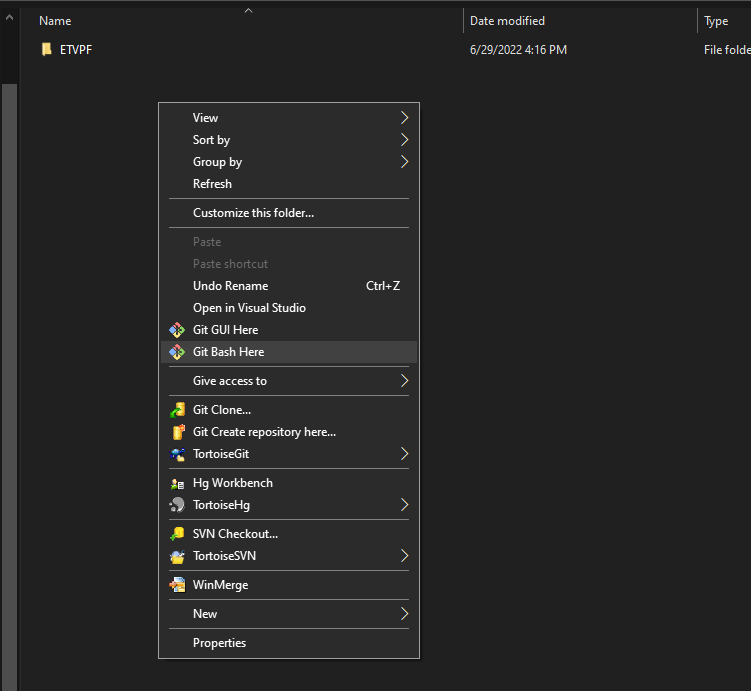 Name Date modified Type
ETVPF 6/29/2022 4:16 PM File folde
View
Sort by
Group by
Refresh
Customize this folder...
Paste
Paste shortcut
Undo Rename Ctrl+Z
Open in Visual Studio
Git GUI Here
Git Bash Here
Give access to
Git Clone...
Git Create repository here...
TortoiseGit
Hg Workbench
TortoiseHg
SVN Checkout...
TortoiseSVN
WinMerge
New
Properties